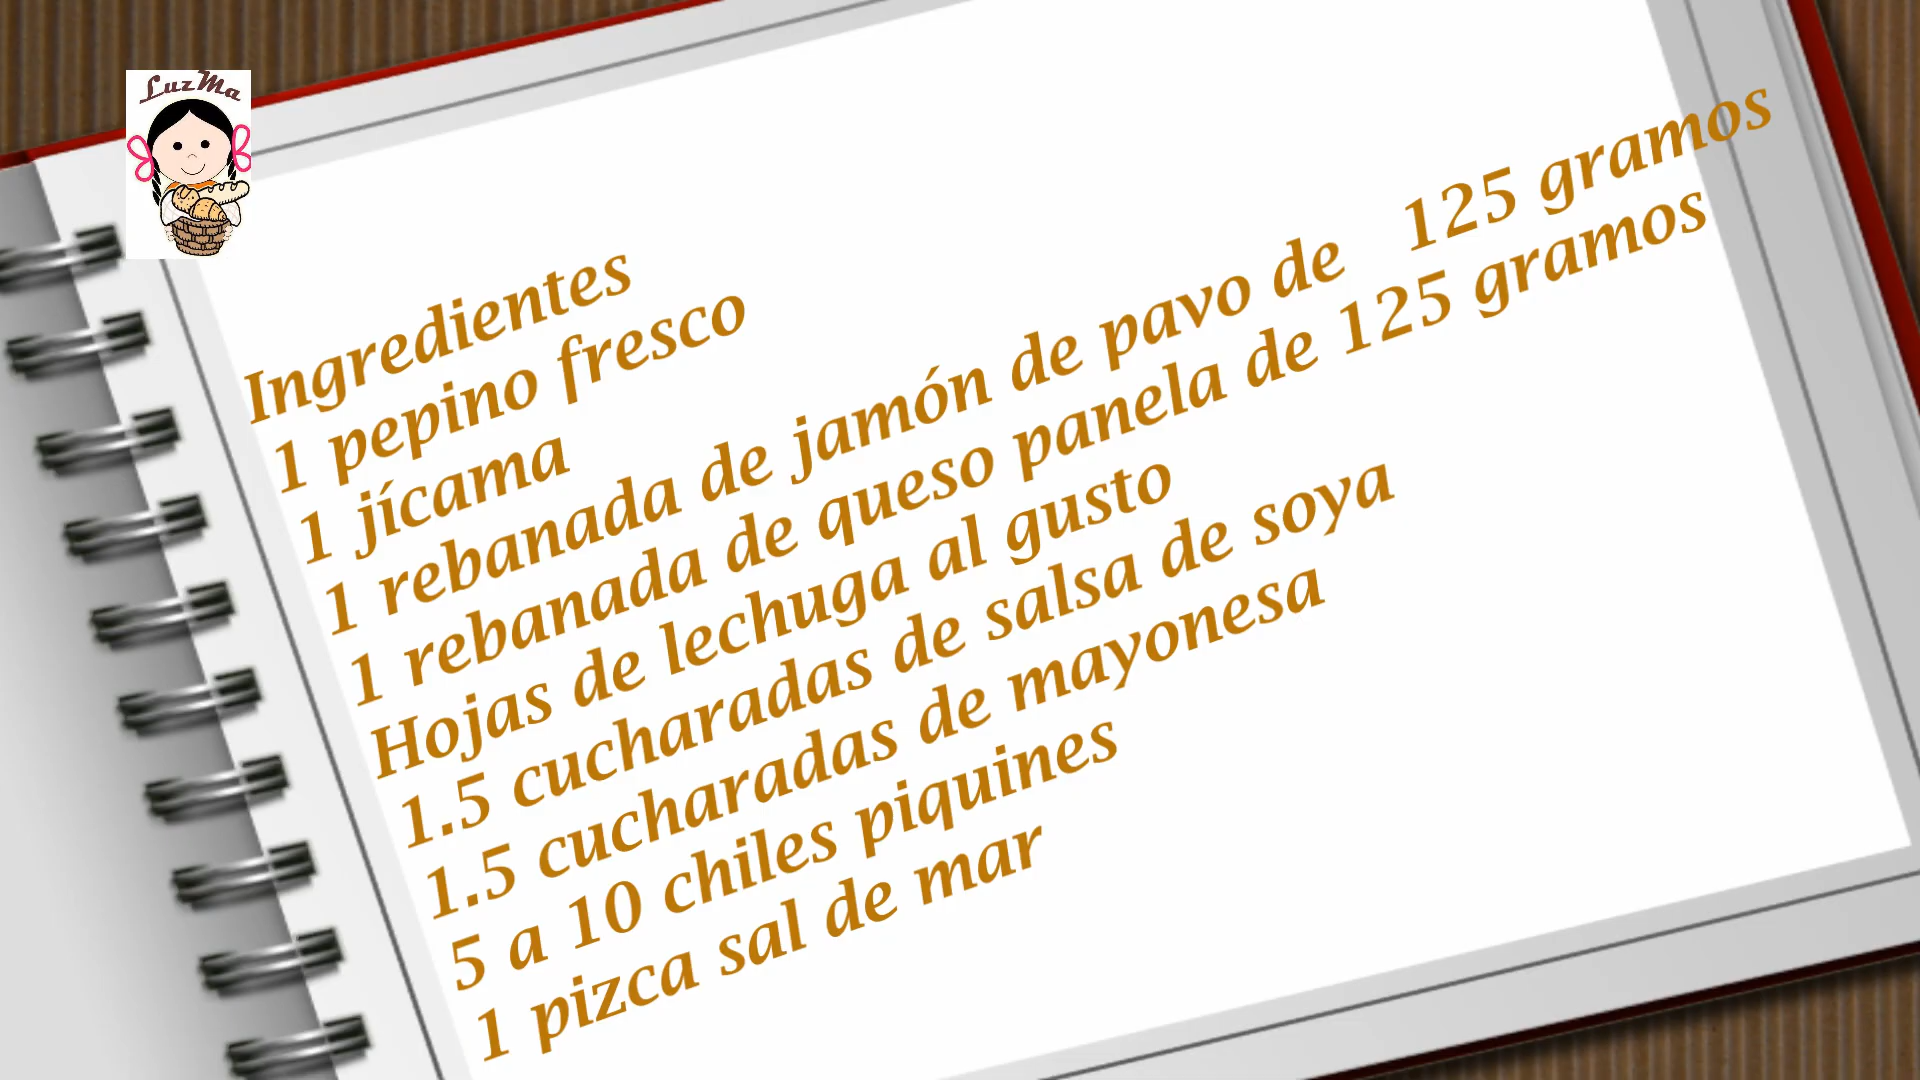 LuzMa
Ingredientes
1 pepino fresco
1 jícama
1 rebanada de jamón de pavo de 125 gramos
1 rebanada de queso panela de 125 gramos
Hojas de lechuga al gusto
1.5 cucharadas de salsa de soya
1.5 cucharadas de mayonesa
5 a 10 chiles piquines
1 pizca sal de mar